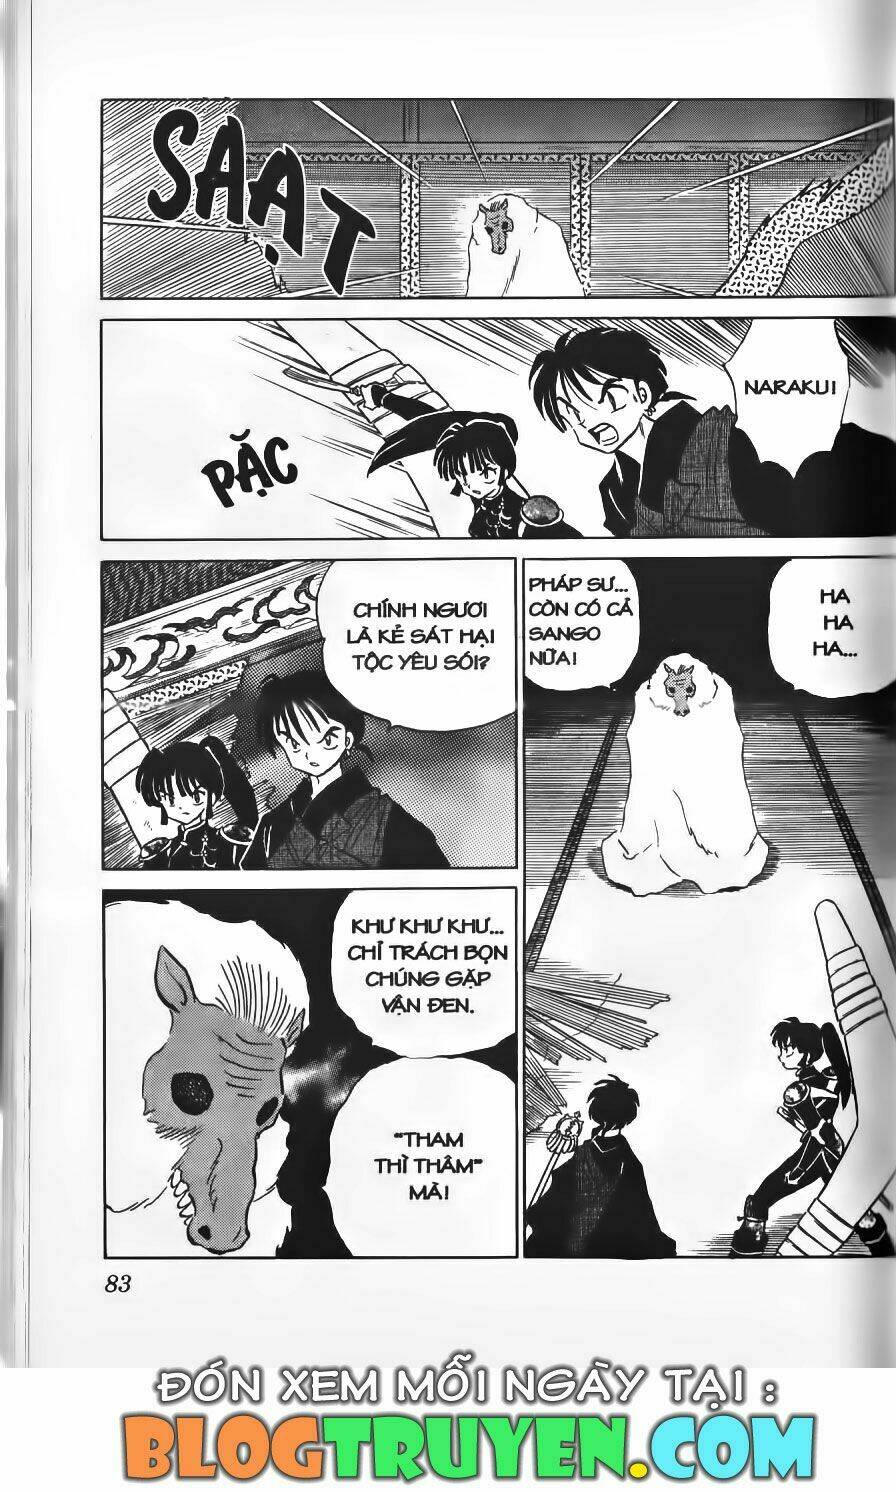 SẠẠT
NARAKU!
PẶC
HA
HA
HA...
PHÁP SƯ...
CÒN CÓ CẢ
SANGO
NỮA!
CHÍNH NGƯƠI
LÀ KẺ SÁT HẠI
TỘC YÊU SÓI?
KHƯ KHƯ KHƯ...
CHỈ TRÁCH BỌN
CHÚNG GẶP
VẬN ĐEN.
"THAM
THÌ THÂM"
MÀ!
83
ĐÓN XEM MỖI NGÀY TẠI :
BLOGTRUYEN.COM